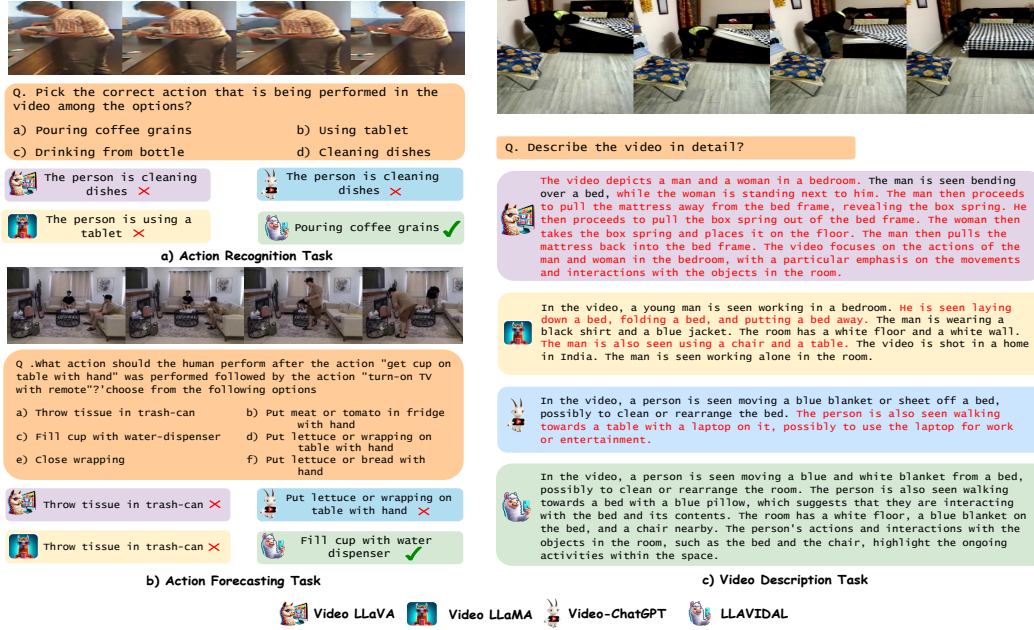 Q. Pick the correct action that is being performed in the
video among the options?
a) Pouring coffee grains
b) Using tablet
c) Drinking from bottle
d) Cleaning dishes
The person is cleaning
dishes
The person is cleaning
dishes
The person is using a
tablet
Pouring coffee grains
a) Action Recognition Task
Q .What action should the human perform after the action "get cup on
table with hand" was performed followed by the action "turn-on TV
with remote"?'choose from the following options
a) Throw tissue in trash-can
b) Put meat or tomato in fridge
with hand
c) Fill cup with water-dispenser
d) Put lettuce or wrapping on
table with hand
e) Close wrapping
f) Put lettuce or bread with
hand
Throw tissue in trash-can
Put lettuce or wrapping on
table with hand
Throw tissue in trash-can
Fill cup with water
dispenser
b) Action Forecasting Task
Q. Describe the video in detail?
The video depicts a man and a woman in a bedroom. The man is seen bending
over a bed, while the woman is standing next to him. The man then proceeds
to pull the mattress away from the bed frame, revealing the box spring. He
then proceeds to pull the box spring out of the bed frame. The woman then
takes the box spring and places it on the floor. The man then pulls the
mattress back into the bed frame. The video focuses on the actions of the
man and woman in the bedroom, with a particular emphasis on the movements
and interactions with the objects in the room.
In the video, a young man is seen working in a bedroom. He is seen laying
down a bed, folding a bed, and putting a bed away. The man is wearing a
black shirt and a blue jacket. The room has a white floor and a white wall.
The man is also seen using a chair and a table. The video is shot in a home
in India. The man is seen working alone in the room.
In the video, a person is seen moving a blue blanket or sheet off a bed,
possibly to clean or rearrange the bed. The person is also seen walking
towards a table with a laptop on it, possibly to use the laptop for work
or entertainment.
In the video, a person is seen moving a blue and white blanket from a bed,
possibly to clean or rearrange the room. The person is also seen walking
towards a bed with a blue pillow, which suggests that they are interacting
with the bed and its contents. The room has a white floor, a blue blanket on
the bed, and a chair nearby. The person's actions and interactions with the
objects in the room, such as the bed and the chair, highlight the ongoing
activities within the space.
c) Video Description Task
Video LLaVA
Video LLaMA
Video-ChatGPT
LLAVIDAL